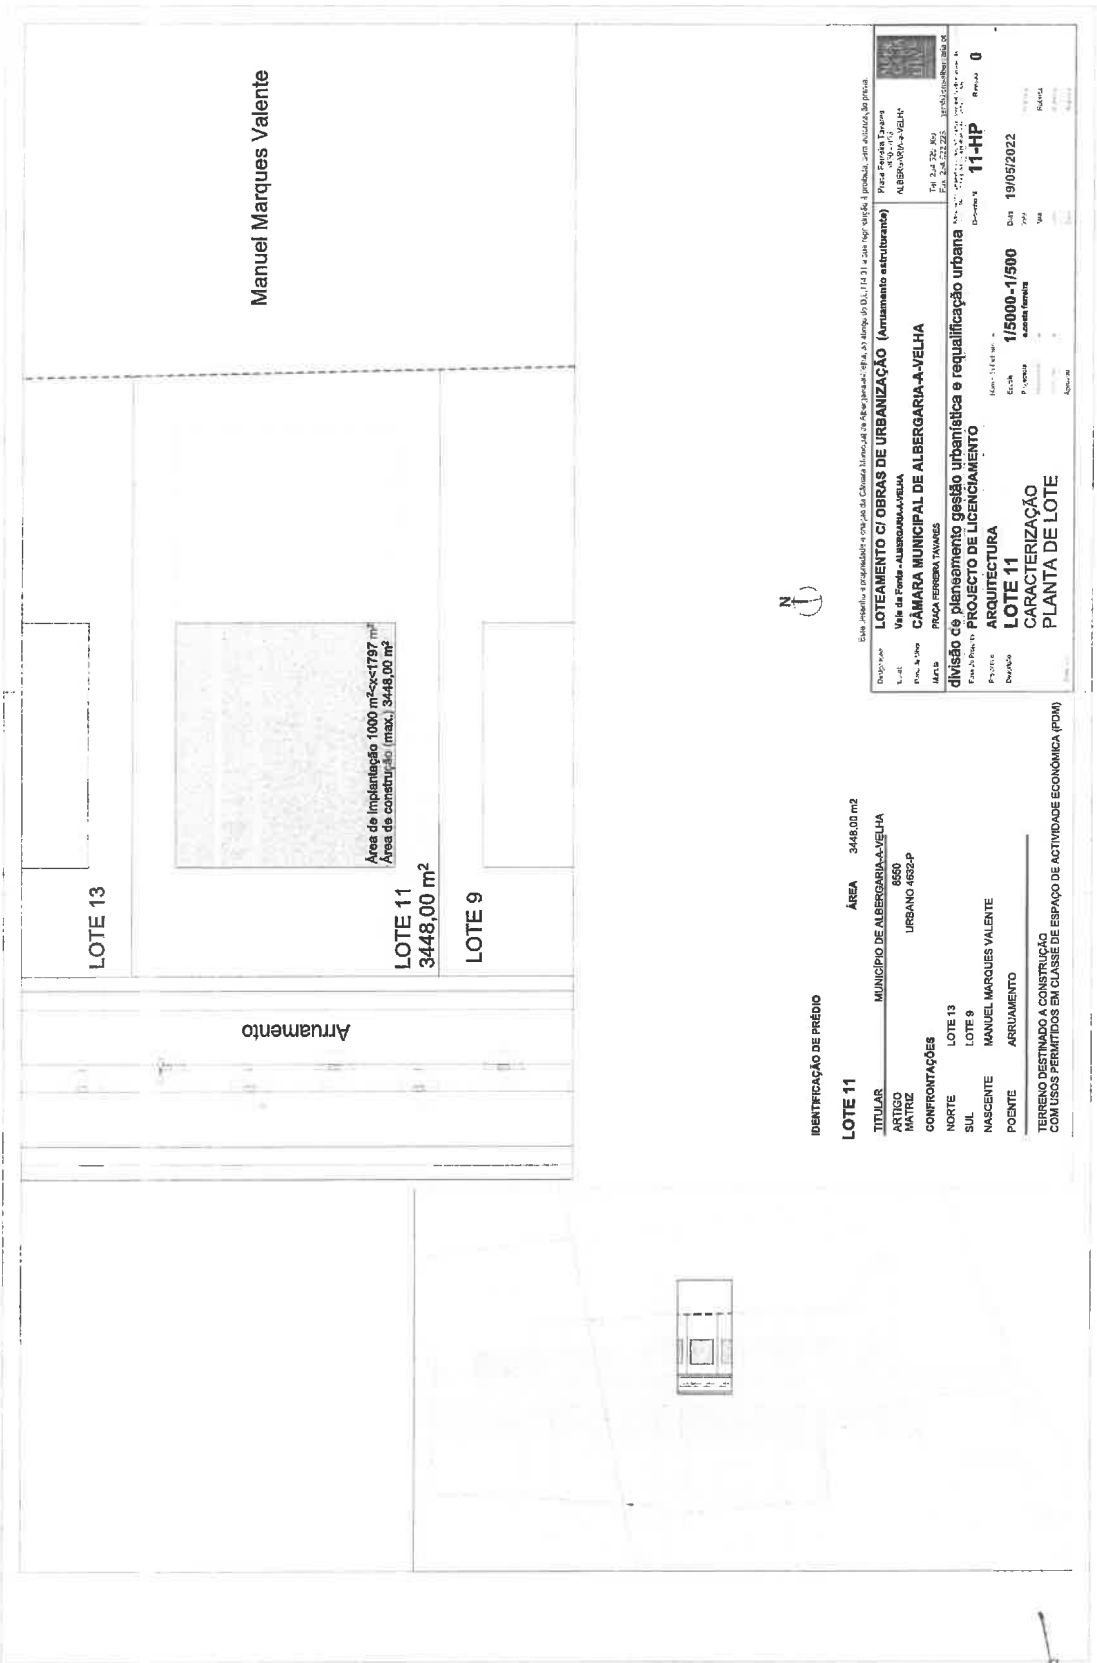 Manuel Marques Valente
LOTE 13
Área de Implantação 1000 m²<x<1797 m²
Área de construção (max.) 3448,00 m²
LOTE 11
3448,00 m²
LOTE 9
Arruamento
N
IDENTIFICAÇÃO DE PRÉDIO
LOTE 11 ÁREA 3448,00 m2
TITULAR MUNICÍPIO DE ALBERGARIA-A-VELHA
ARTIGO 8550
MATRIZ URBANO 4632-P
CONFRONTAÇÕES
NORTE LOTE 13
SUL LOTE 9
NASCENTE MANUEL MARQUES VALENTE
POENTE ARRUAMENTO
TERRENO DESTINADO A CONSTRUÇÃO
COM USOS PERMITIDOS EM CLASSE DE ESPAÇO DE ACTIVIDADE ECONÓMICA (PDM)
LOTEAMENTO C/ OBRAS DE URBANIZAÇÃO (Arruamento estruturante)
Vale da Fonte - ALBERGARIA-A-VELHA
CÂMARA MUNICIPAL DE ALBERGARIA-A-VELHA
PRAÇA FERREIRA TAVARES
Praça Ferreira Tavares
ALBERGARIA-A-VELHA
divisão de planeamento gestão urbanística e requalificação urbana
PROJECTO DE LICENCIAMENTO
11-HP
0
ARQUITECTURA
LOTE 11
1/5000-1/500
Data 19/05/2022
a.costa ferreira
CARACTERIZAÇÃO
PLANTA DE LOTE